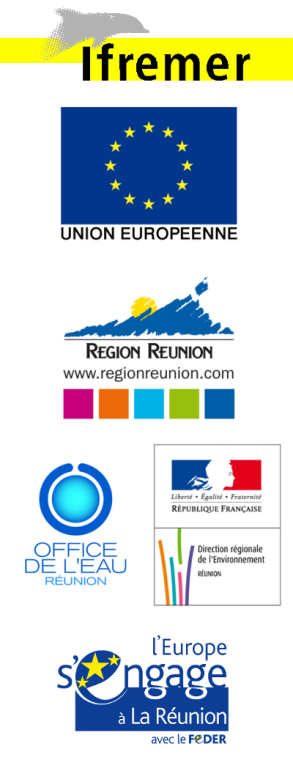 Ifremer
UNION EUROPEENNE
REGION REUNION
www.regionreunion.com
OFFICE
DE L'EAU
RÉUNION
Liberté • Égalité • Fraternité
RÉPUBLIQUE FRANÇAISE
Direction régionale
de l'Environnement
RÉUNION
l'Europe
s'engage
à La Réunion
avec le FEDER